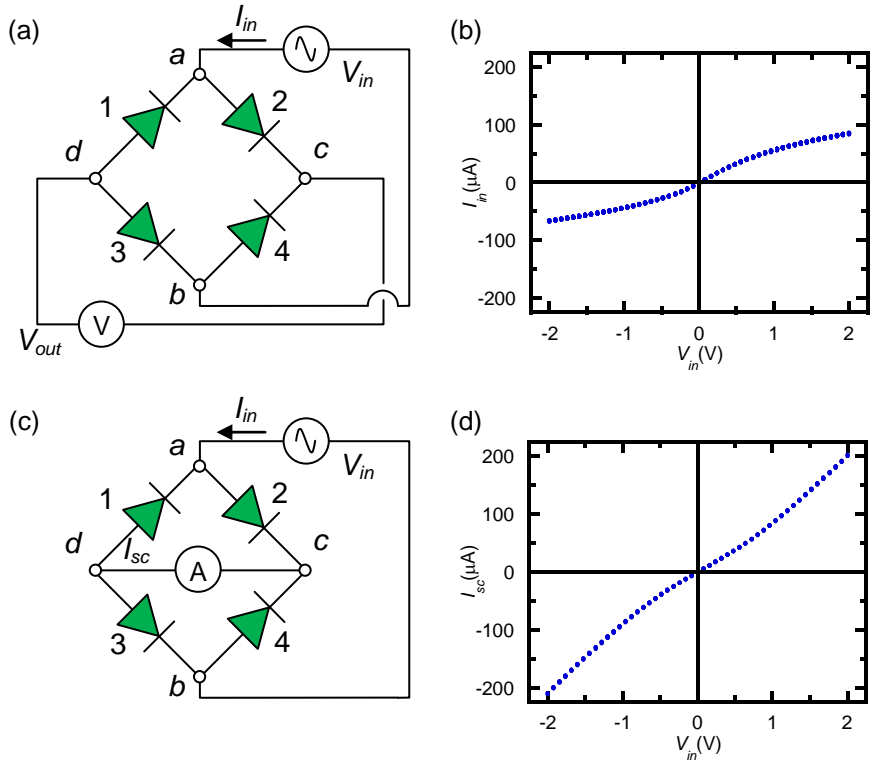 (a)
I_in
a
V_in
1
2
d
c
3
4
b
V_out
V
(b)
200
100
0
-100
-200
I_in(μA)
-2
-1
0
1
2
V_in(V)
(c)
I_in
a
V_in
1
2
d
I_sc
c
A
3
4
b
(d)
200
100
0
-100
-200
I_sc(μA)
-2
-1
0
1
2
V_in(V)